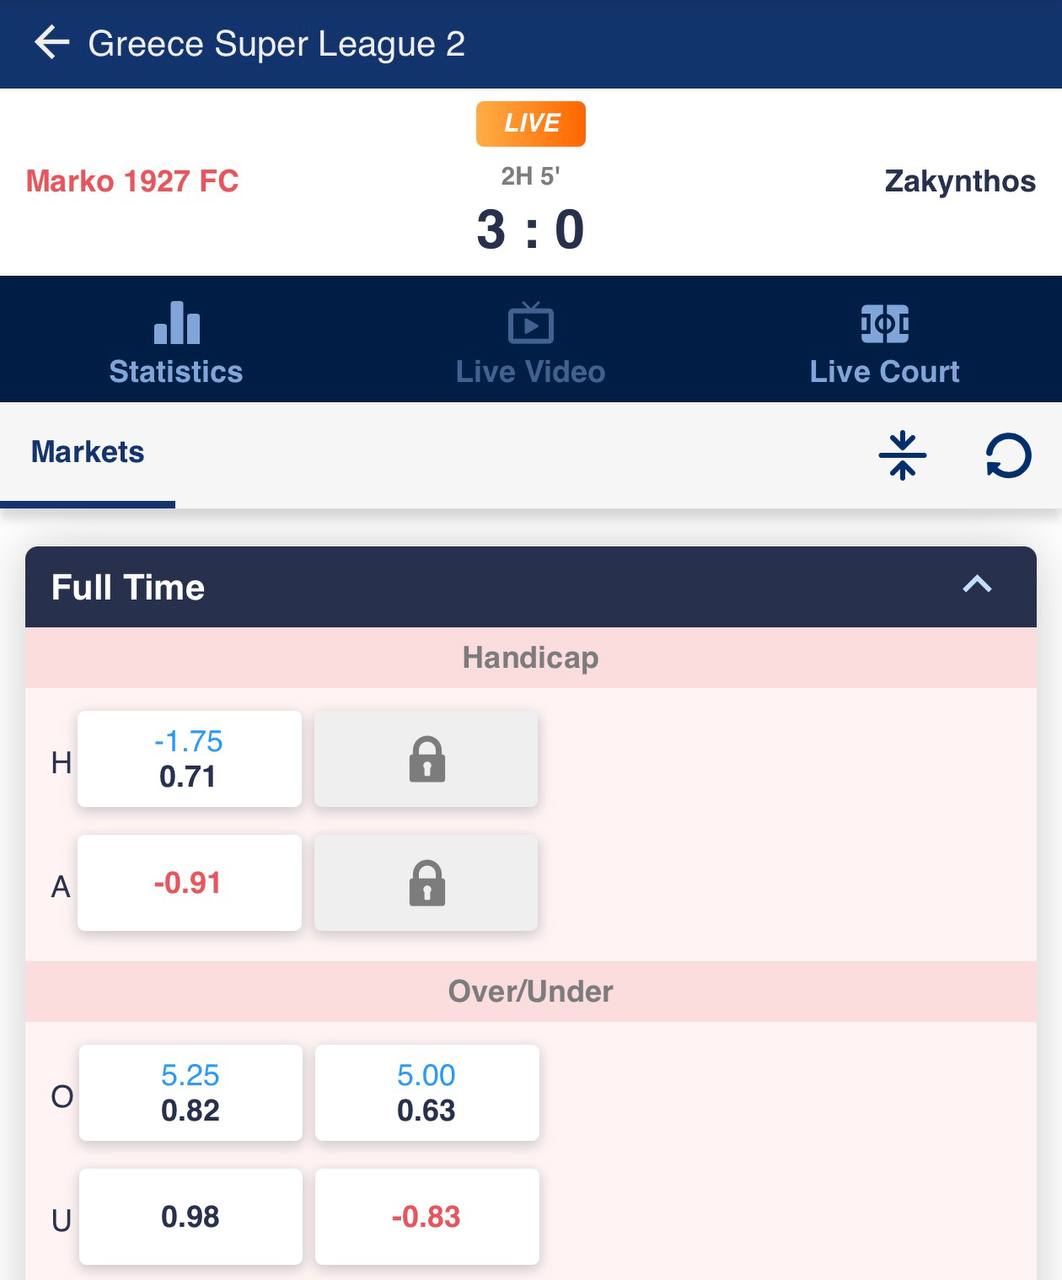 Greece Super League 2
LIVE
Marko 1927 FC
2H 5'
Zakynthos
3 : 0
Statistics
Live Video
Live Court
Markets
Full Time
Handicap
H
-1.75
0.71
A
-0.91
Over/Under
O
5.25
0.82
5.00
0.63
U
0.98
-0.83